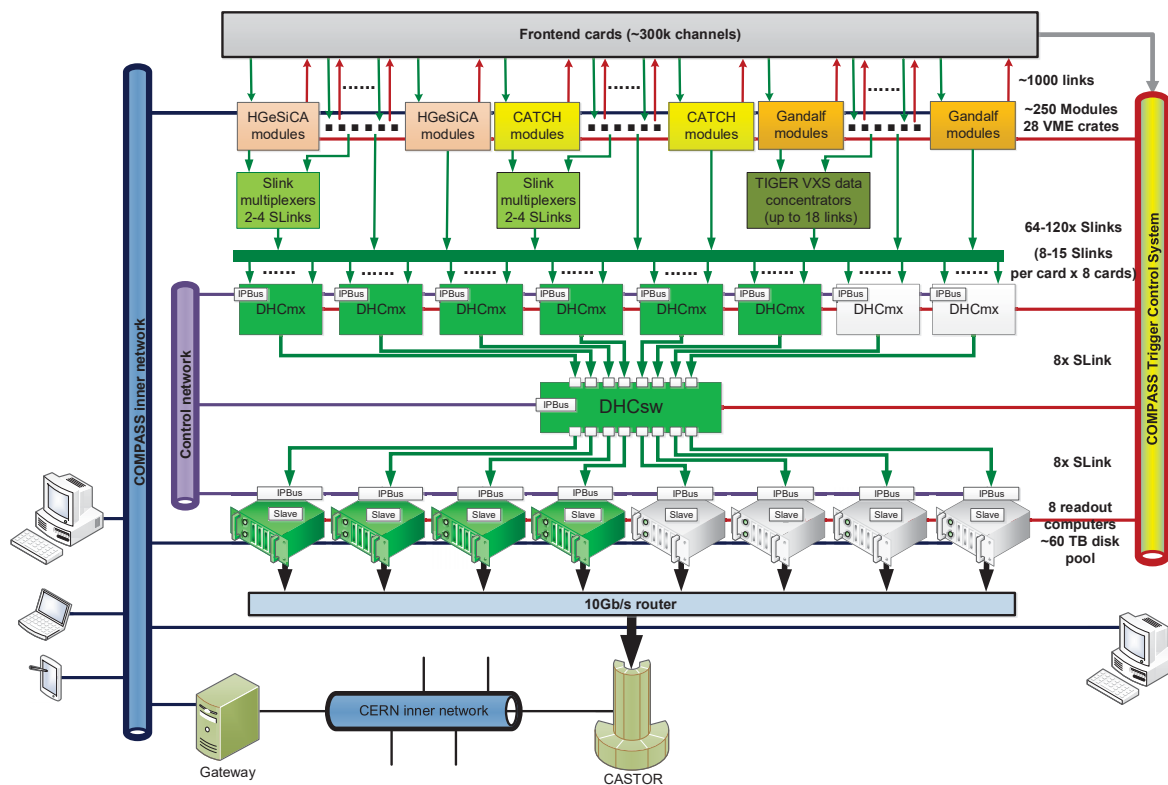 Frontend cards (~300k channels)
~1000 links
HGeSiCA
modules
HGeSiCA
modules
CATCH
modules
CATCH
modules
Gandalf
modules
Gandalf
modules
~250 Modules
28 VME crates
Slink
multiplexers
2-4 SLinks
Slink
multiplexers
2-4 SLinks
TIGER VXS data
concentrators
(up to 18 links)
64-120x Slinks
(8-15 Slinks
per card x 8 cards)
IPBus
DHCmx
IPBus
DHCmx
IPBus
DHCmx
IPBus
DHCmx
IPBus
DHCmx
IPBus
DHCmx
IPBus
DHCmx
IPBus
DHCmx
8x SLink
IPBus
DHCsw
COMPASS inner network
Control network
COMPASS Trigger Control System
8x SLink
IPBus
IPBus
IPBus
IPBus
IPBus
IPBus
IPBus
IPBus
Slave
Slave
Slave
Slave
Slave
Slave
Slave
Slave
8 readout
computers
~60 TB disk
pool
10Gb/s router
CERN inner network
Gateway
CASTOR